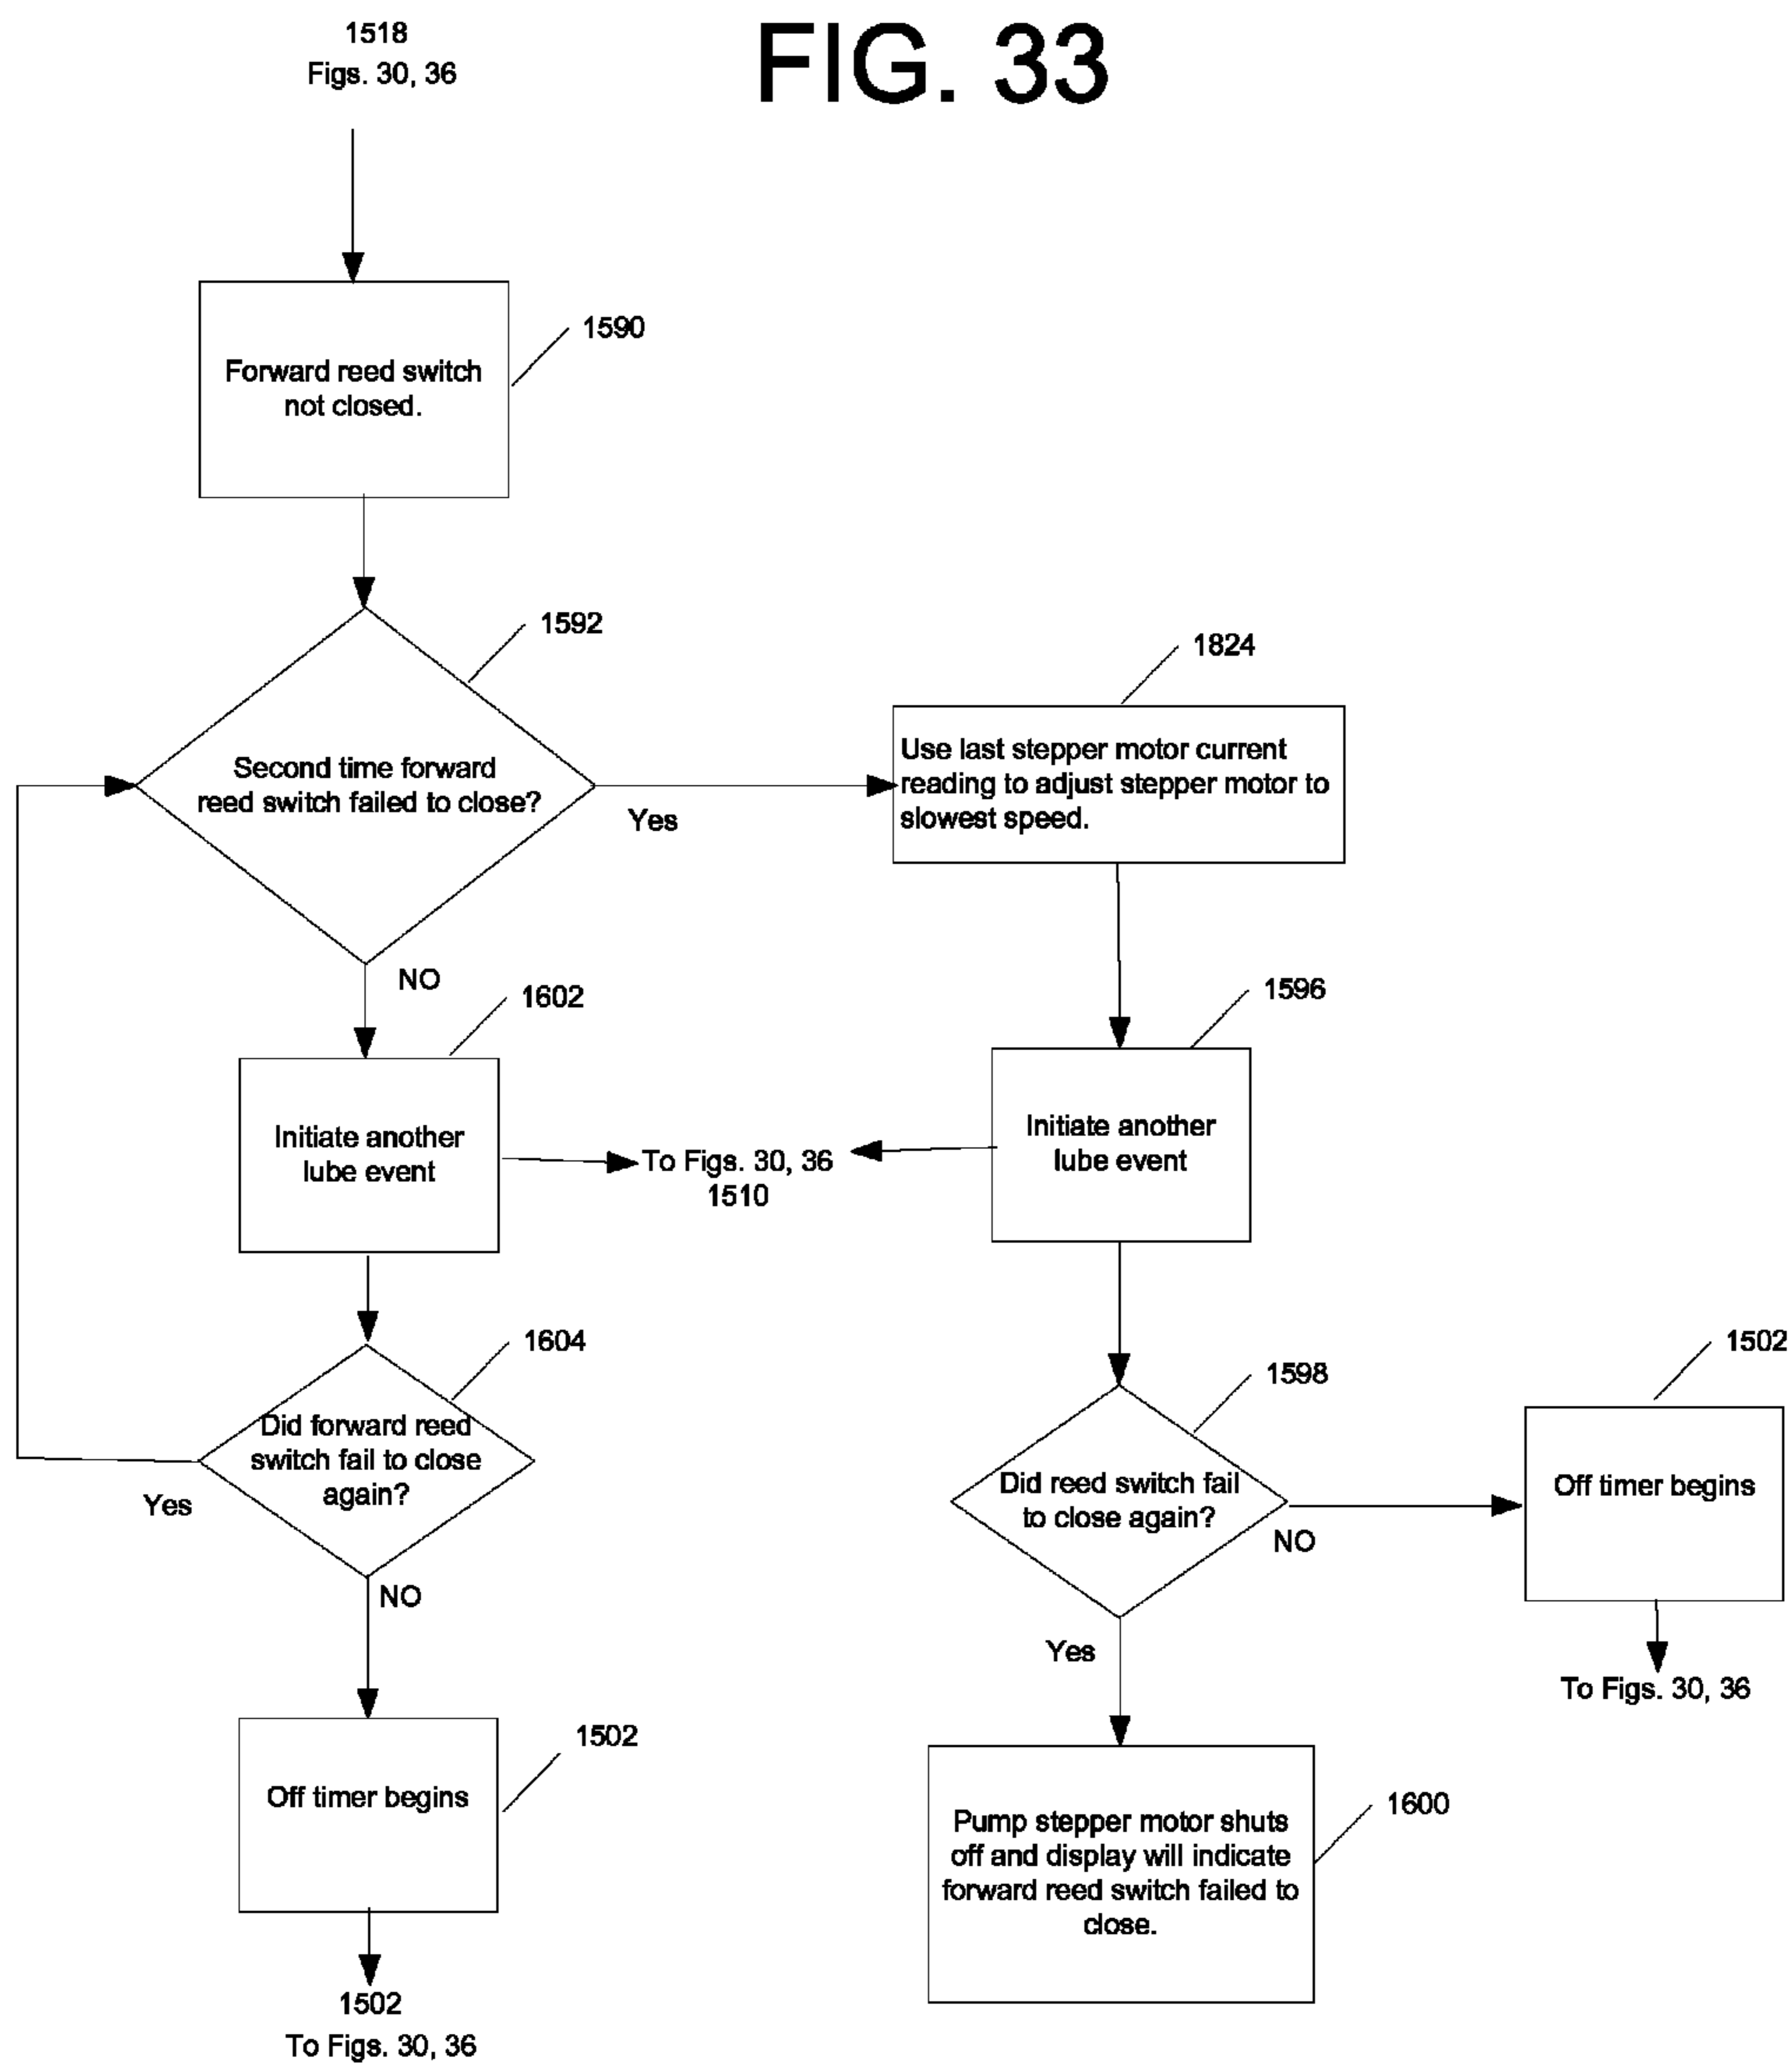 FIG. 33
1518
Figs. 30, 36
1590
Forward reed switch
not closed.
1592
Second time forward
reed switch failed to close?
Yes
NO
1824
Use last stepper motor current
reading to adjust stepper motor to
slowest speed.
1602
Initiate another
lube event
To Figs. 30, 36
1510
1596
Initiate another
lube event
1604
Did forward reed
switch fail to close
again?
Yes
NO
1598
Did reed switch fail
to close again?
NO
Yes
1502
Off timer begins
To Figs. 30, 36
1502
Off timer begins
1502
To Figs. 30, 36
1600
Pump stepper motor shuts
off and display will indicate
forward reed switch failed to
close.